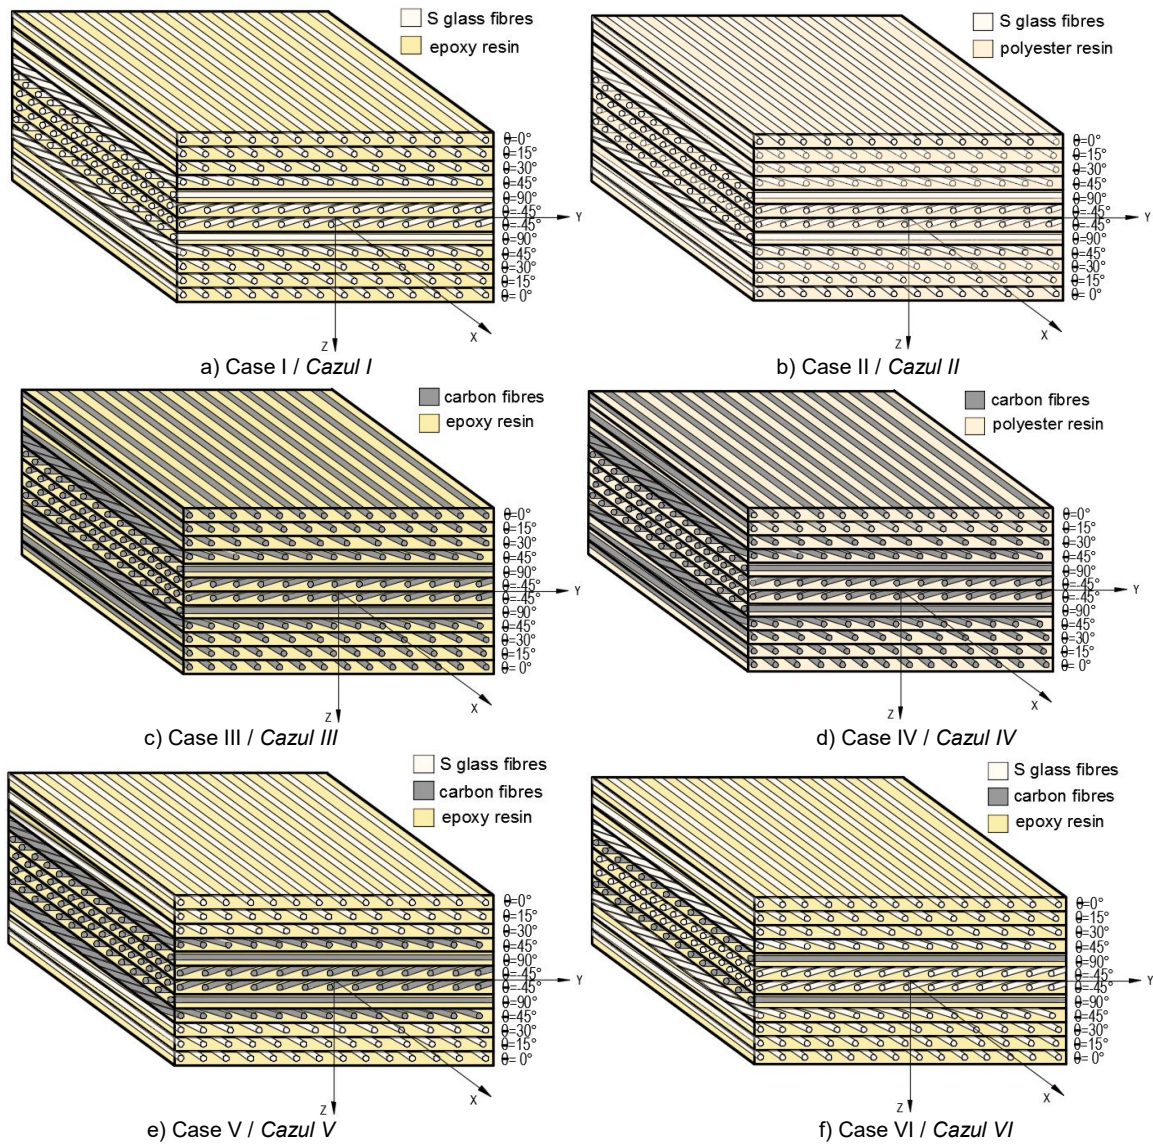 S glass fibres
epoxy resin
θ=0°
θ=15°
θ=30°
θ=45°
θ=90°
θ=-45°
θ=-45°
θ=90°
θ=45°
θ=30°
θ=15°
θ= 0°
Y
X
Z
a) Case I / Cazul I
S glass fibres
polyester resin
θ=0°
θ=15°
θ=30°
θ=45°
θ=90°
θ=-45°
θ=-45°
θ=90°
θ=45°
θ=30°
θ=15°
θ= 0°
Y
X
Z
b) Case II / Cazul II
carbon fibres
epoxy resin
θ=0°
θ=15°
θ=30°
θ=45°
θ=90°
θ=-45°
θ=-45°
θ=90°
θ=45°
θ=30°
θ=15°
θ= 0°
Y
X
Z
c) Case III / Cazul III
carbon fibres
polyester resin
θ=0°
θ=15°
θ=30°
θ=45°
θ=90°
θ=-45°
θ=-45°
θ=90°
θ=45°
θ=30°
θ=15°
θ= 0°
Y
X
Z
d) Case IV / Cazul IV
S glass fibres
carbon fibres
epoxy resin
θ=0°
θ=15°
θ=30°
θ=45°
θ=90°
θ=-45°
θ=-45°
θ=90°
θ=45°
θ=30°
θ=15°
θ=0°
Y
X
Z
e) Case V / Cazul V
S glass fibres
carbon fibres
epoxy resin
θ=0°
θ=15°
θ=30°
θ=45°
θ=90°
θ=-45°
θ=-45°
θ=90°
θ=45°
θ=30°
θ=15°
θ=0°
Y
X
Z
f) Case VI / Cazul VI